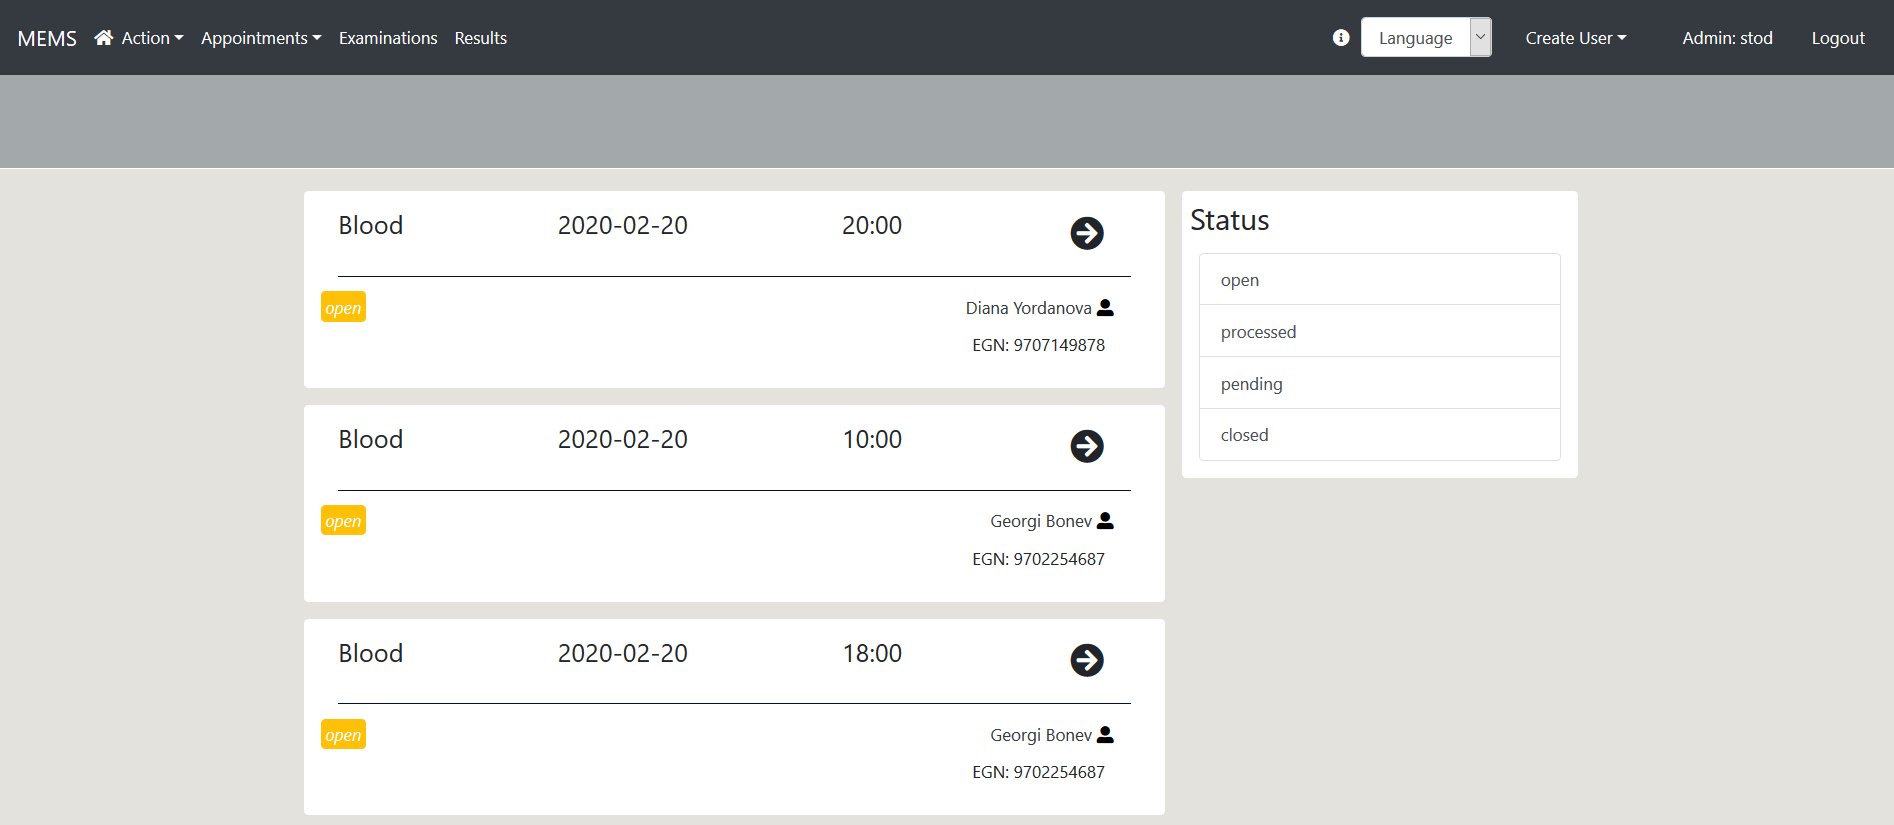 MEMS Action Appointments Examinations Results Language Create User Admin: stod Logout
Blood 2020-02-20 20:00
open Diana Yordanova
EGN: 9707149878
Blood 2020-02-20 10:00
open Georgi Bonev
EGN: 9702254687
Blood 2020-02-20 18:00
open Georgi Bonev
EGN: 9702254687
Status
open
processed
pending
closed